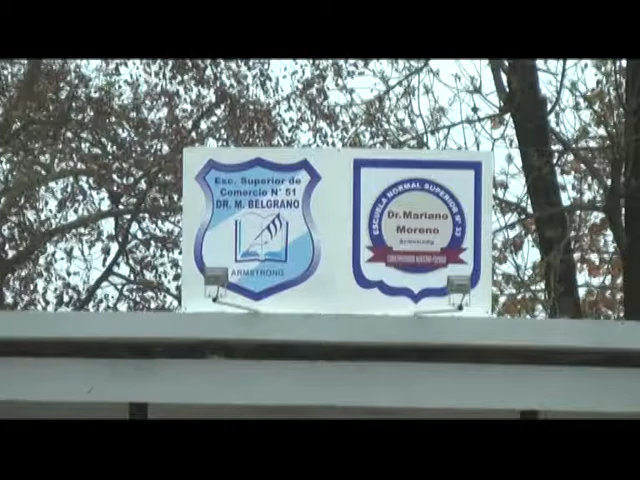 Esc. Superior de
Comercio N° 51
DR. M. BELGRANO
ARMSTRONG
ESCUELA NORMAL SUPERIOR N° 33
Dr. Mariano
Moreno
Armstrong